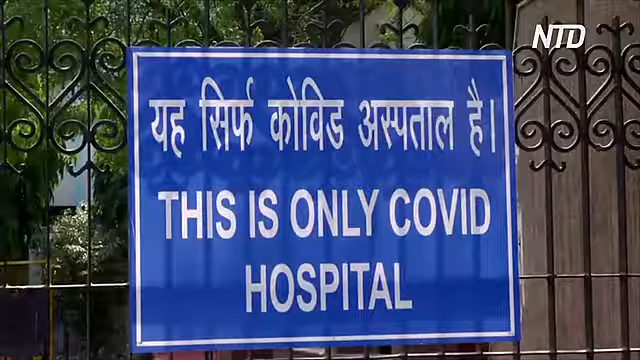 NTD
यह सिर्फ कोविड अस्पताल है।
THIS IS ONLY COVID
HOSPITAL